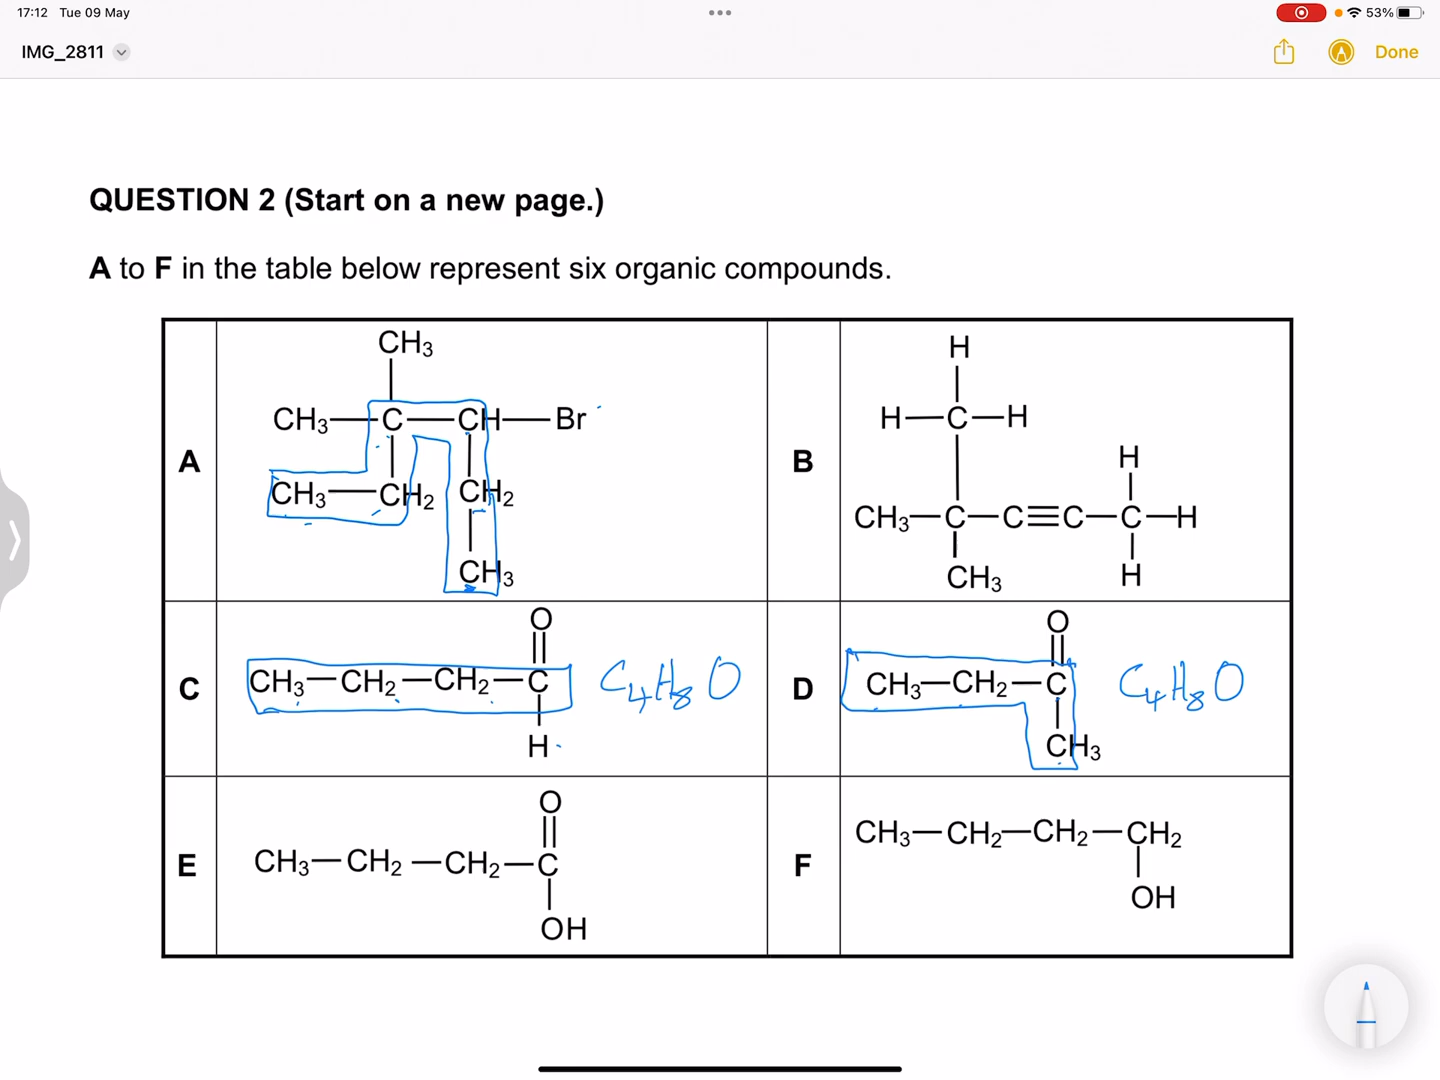 17:12 Tue 09 May
53%
IMG_2811
Done
QUESTION 2 (Start on a new page.)
A to F in the table below represent six organic compounds.
A
CH₃
CH₃—C—CH—Br
CH₃—CH₂ CH₂
CH₃
B
H
H—C—H
H
CH₃—C—C≡C—C—H
CH₃ H
C
O
CH₃—CH₂—CH₂—C
H
C₄H₈O
D
O
CH₃—CH₂—C
CH₃
C₄H₈O
E
O
CH₃—CH₂—CH₂—C
OH
F
CH₃—CH₂—CH₂—CH₂
OH